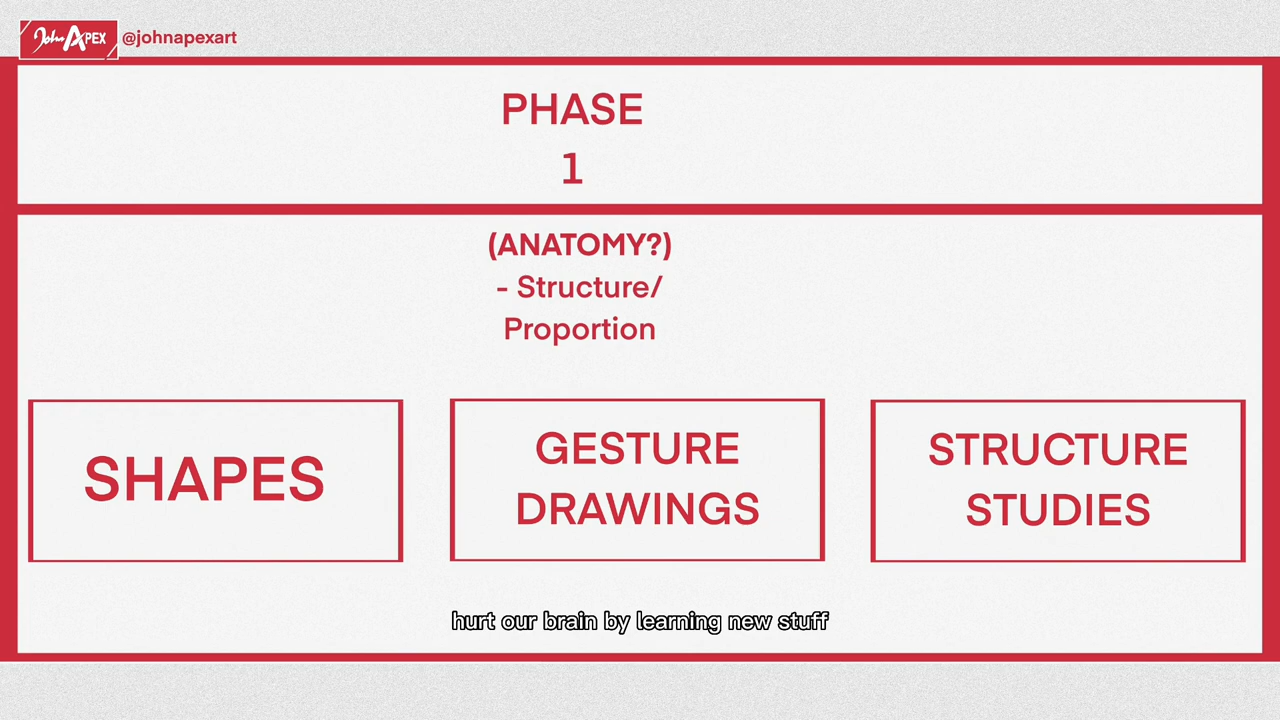 John APEX @johnapexart
PHASE
1
(ANATOMY?)
- Structure/
Proportion
SHAPES
GESTURE
DRAWINGS
STRUCTURE
STUDIES
hurt our brain by learning new stuff